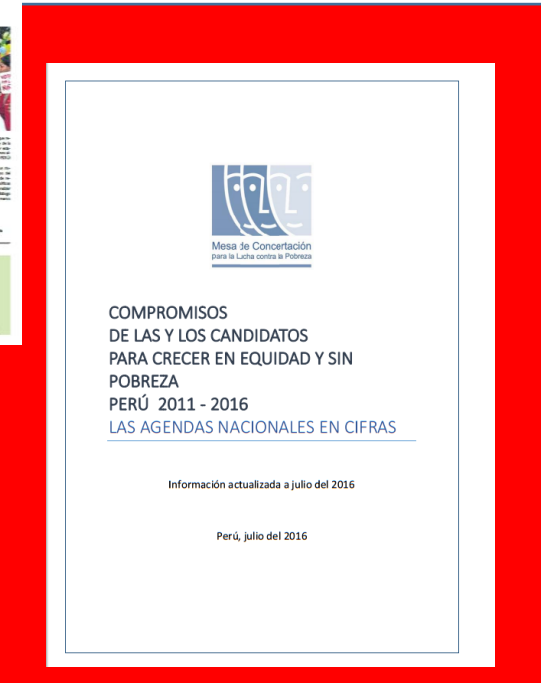 Mesa de Concertación
para la Lucha contra la Pobreza
COMPROMISOS
DE LAS Y LOS CANDIDATOS
PARA CRECER EN EQUIDAD Y SIN
POBREZA
PERÚ 2011 - 2016
LAS AGENDAS NACIONALES EN CIFRAS
Información actualizada a julio del 2016
Perú, julio del 2016